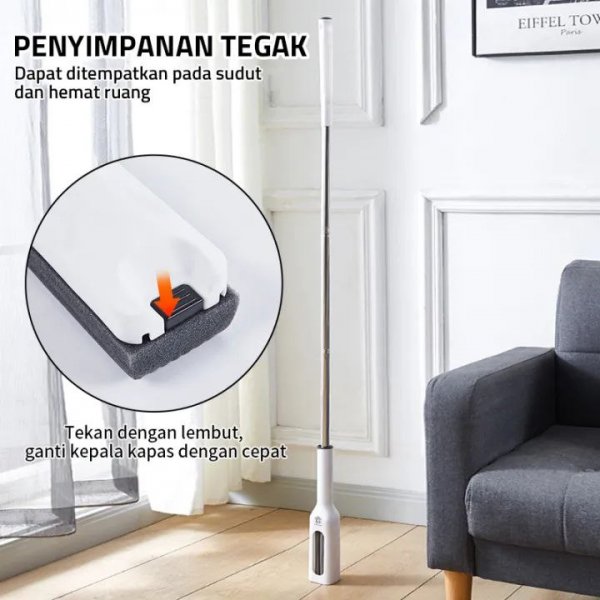 PENYIMPANAN TEGAK
Dapat ditempatkan pada sudut
dan hemat ruang
EIFFEL TOW
Paris
Tekan dengan lembut,
ganti kepala kapas dengan cepat